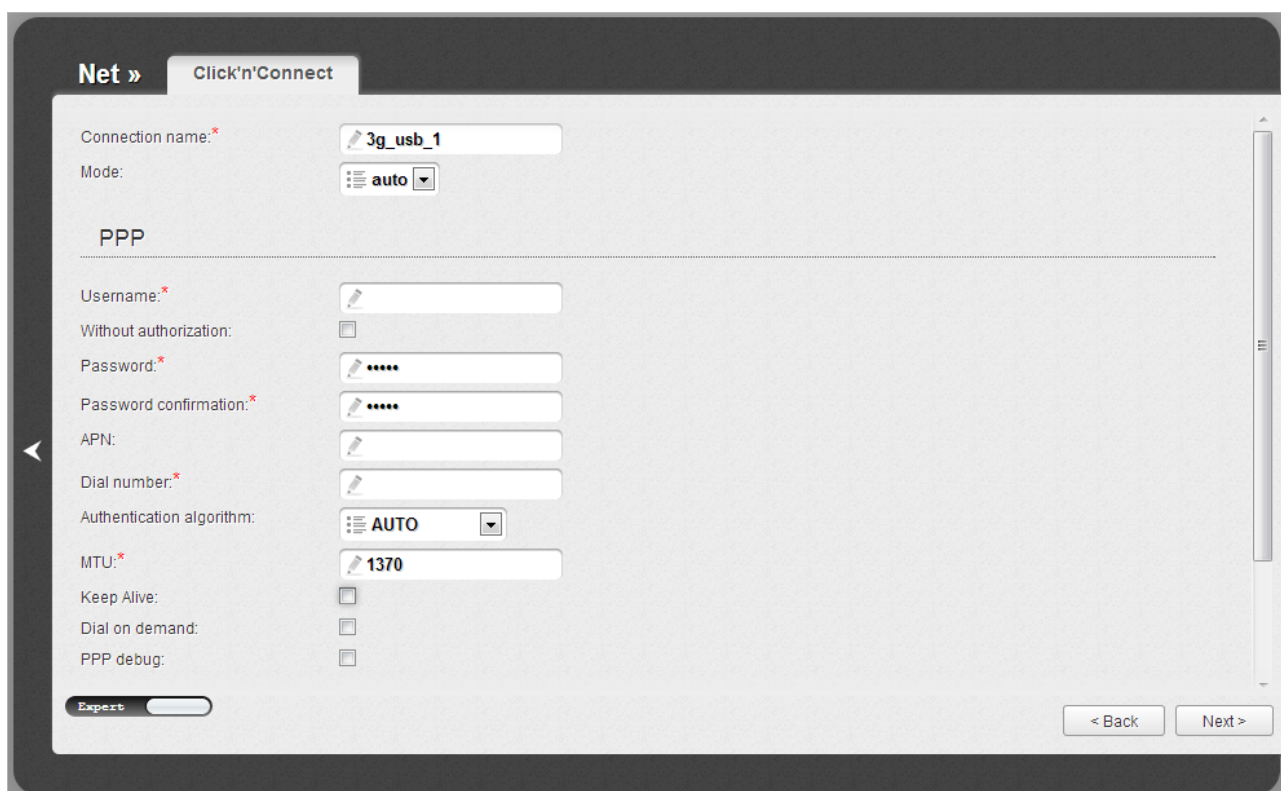 Net » Click'n'Connect
Connection name:* 3g_usb_1
Mode: auto
PPP
Username:*
Without authorization:
Password:* •••••
Password confirmation:* •••••
APN:
Dial number:*
Authentication algorithm: AUTO
MTU:* 1370
Keep Alive:
Dial on demand:
PPP debug:
Expert
< Back Next >